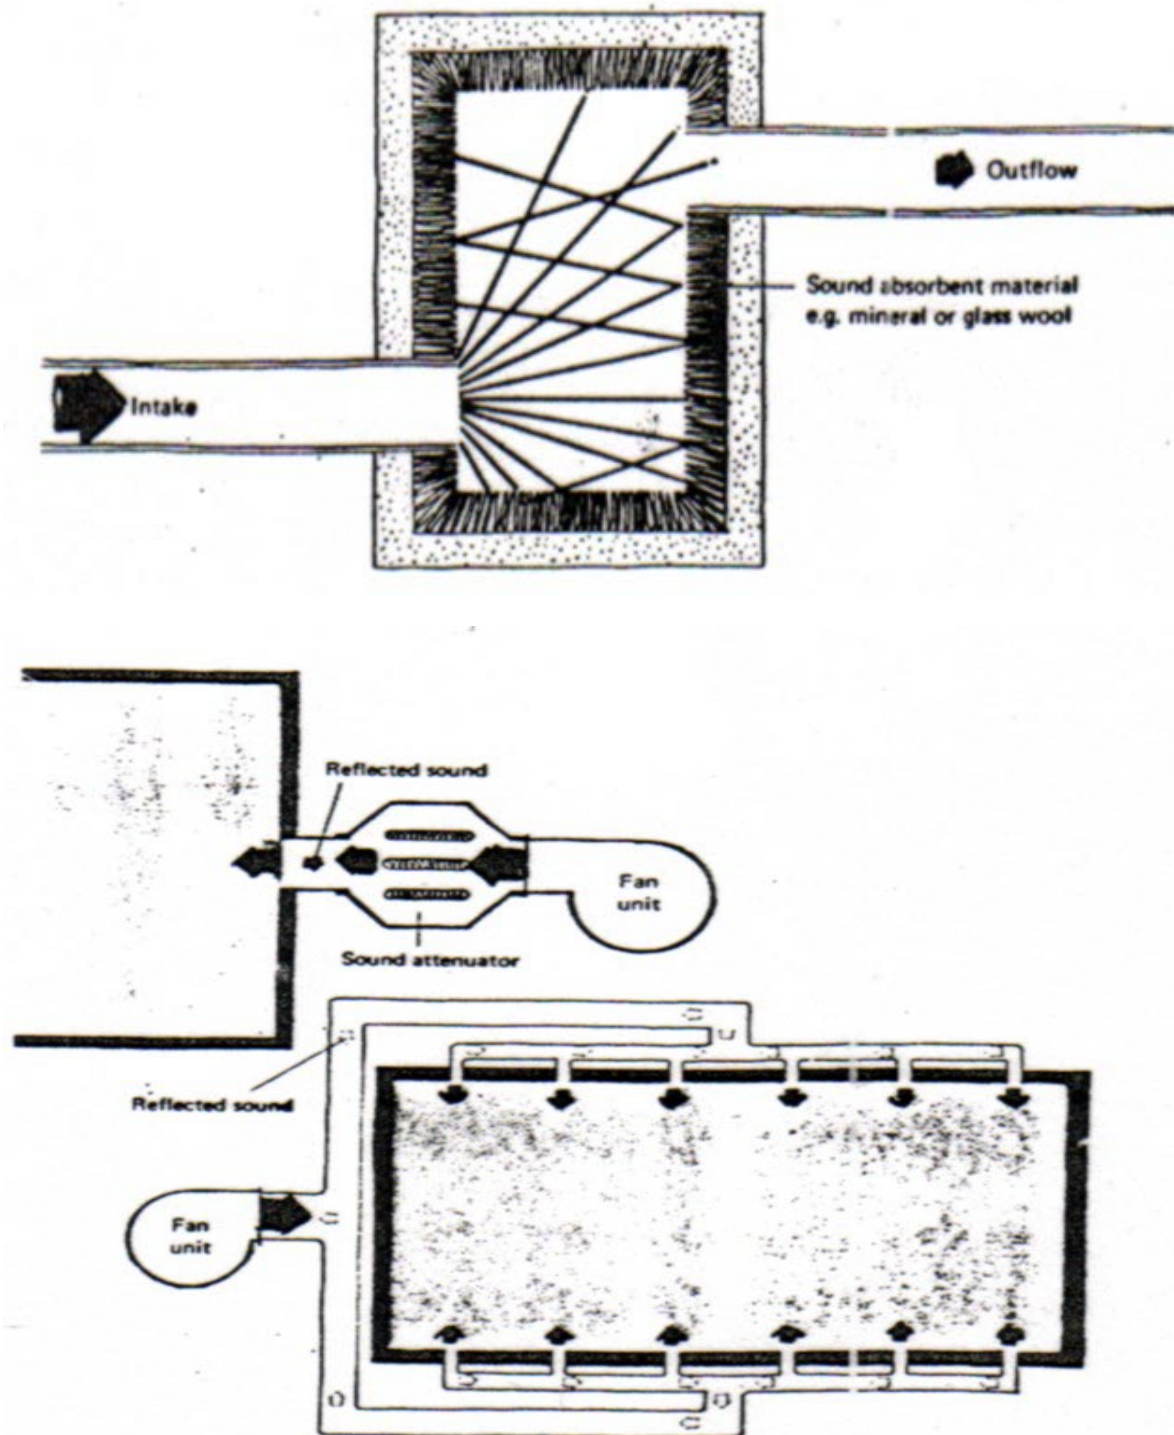 Outflow
Sound absorbent material
e.g. mineral or glass wool
Intake
Reflected sound
Fan
unit
Sound attenuator
Reflected sound
Fan
unit